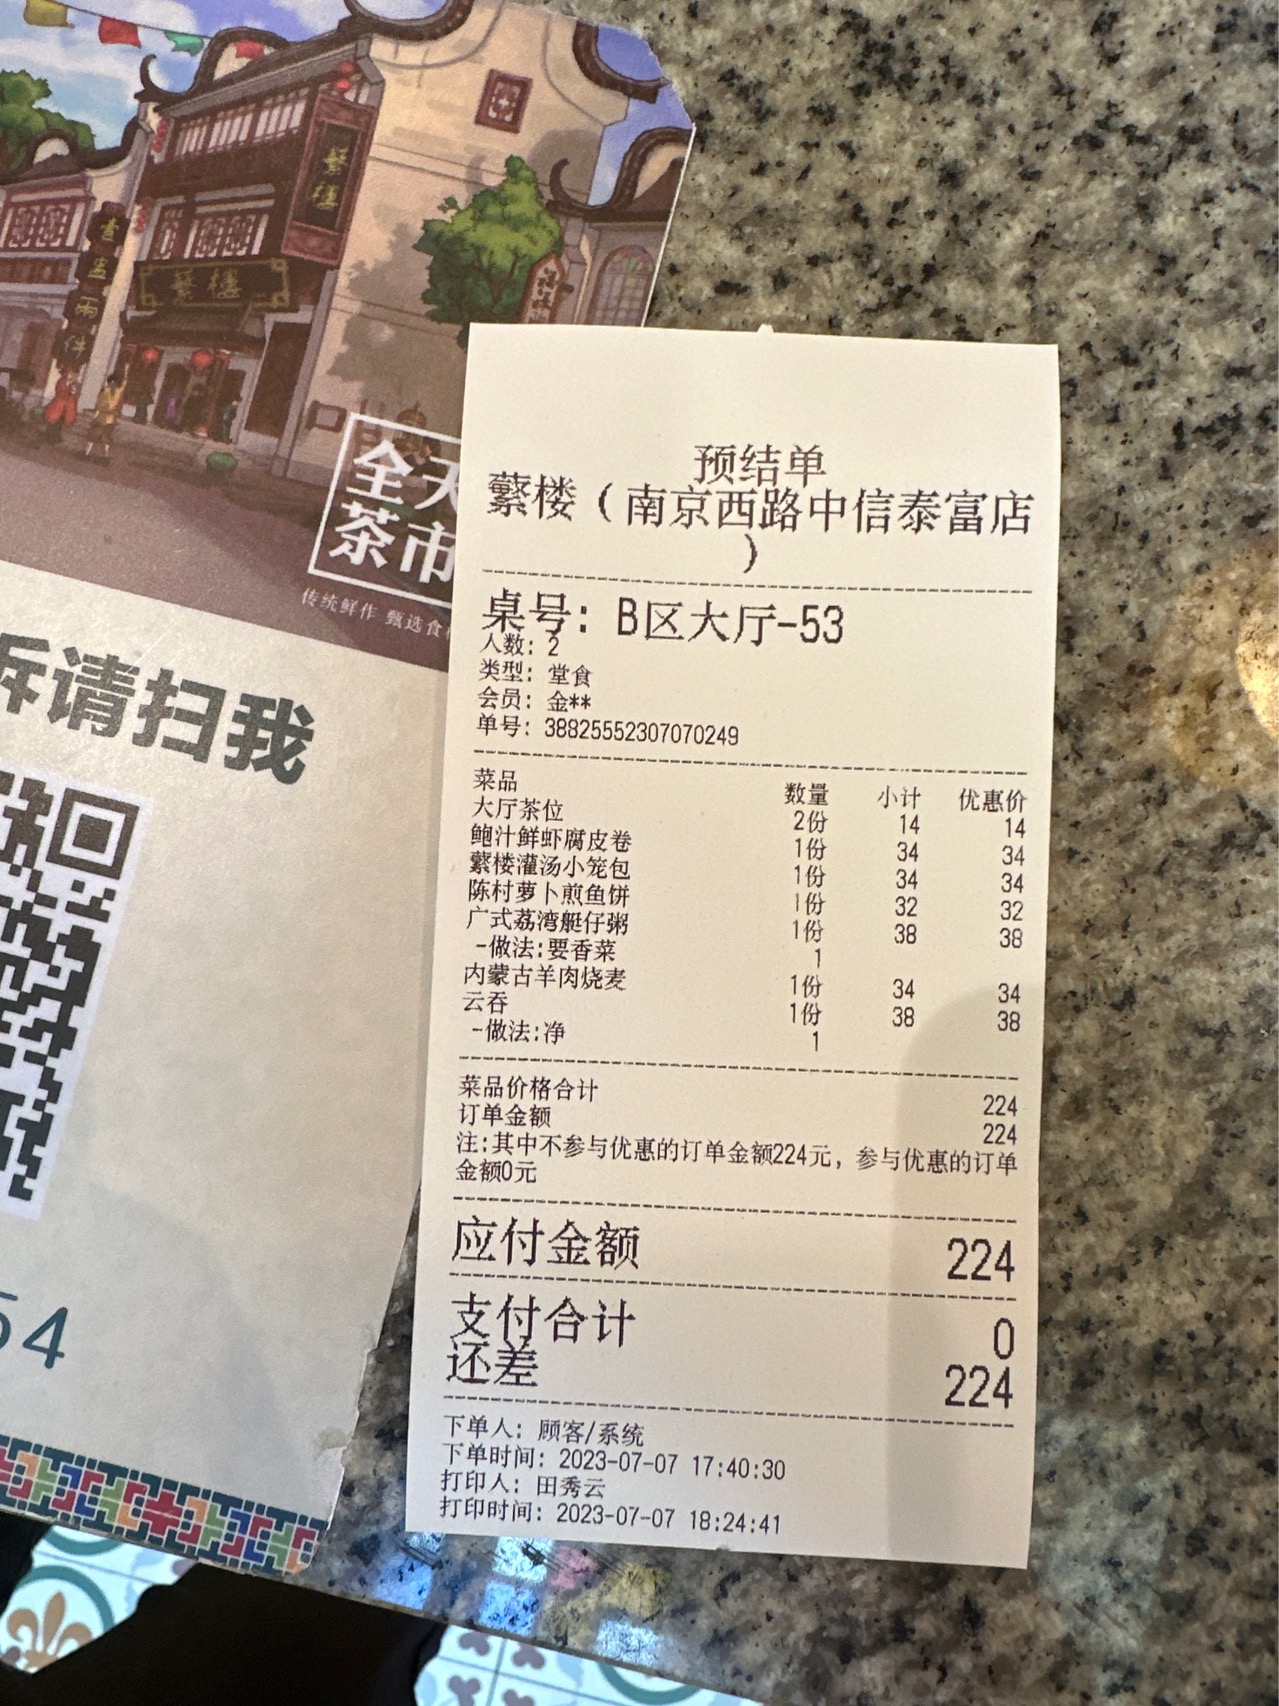 蘩樓
蘩樓
壹盅兩件
全天
茶市
传统鲜作 甄选食
诉请扫我
54
预结单
蘩楼（南京西路中信泰富店
）
桌号：B区大厅-53
人数：2
类型：堂食
会员：金**
单号：38825552307070249
菜品 数量 小计 优惠价
大厅茶位 2份 14 14
鲍汁鲜虾腐皮卷 1份 34 34
蘩楼灌汤小笼包 1份 34 34
陈村萝卜煎鱼饼 1份 32 32
广式荔湾艇仔粥 1份 38 38
-做法:要香菜 1
内蒙古羊肉烧麦 1份 34 34
云吞 1份 38 38
-做法:净 1
菜品价格合计 224
订单金额 224
注:其中不参与优惠的订单金额224元，参与优惠的订单
金额0元
应付金额 224
支付合计 0
还差 224
下单人：顾客/系统
下单时间：2023-07-07 17:40:30
打印人：田秀云
打印时间：2023-07-07 18:24:41